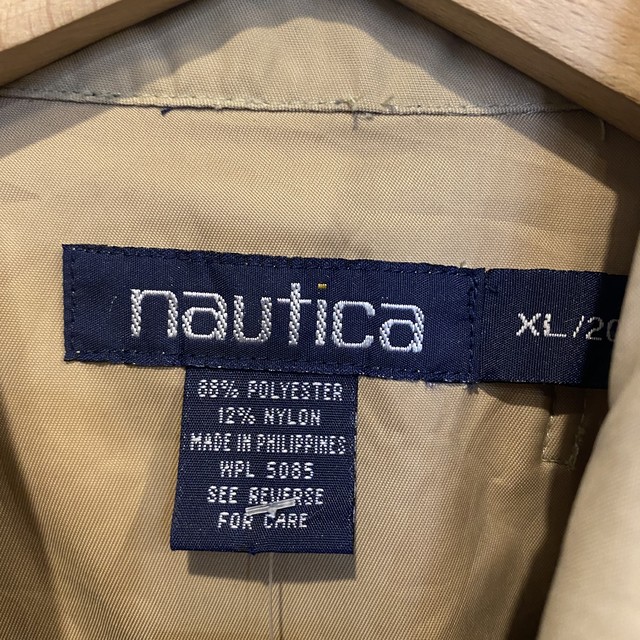 nautica
XL/20
88% POLYESTER
12% NYLON
MADE IN PHILIPPINES
WPL 5085
SEE REVERSE
FOR CARE